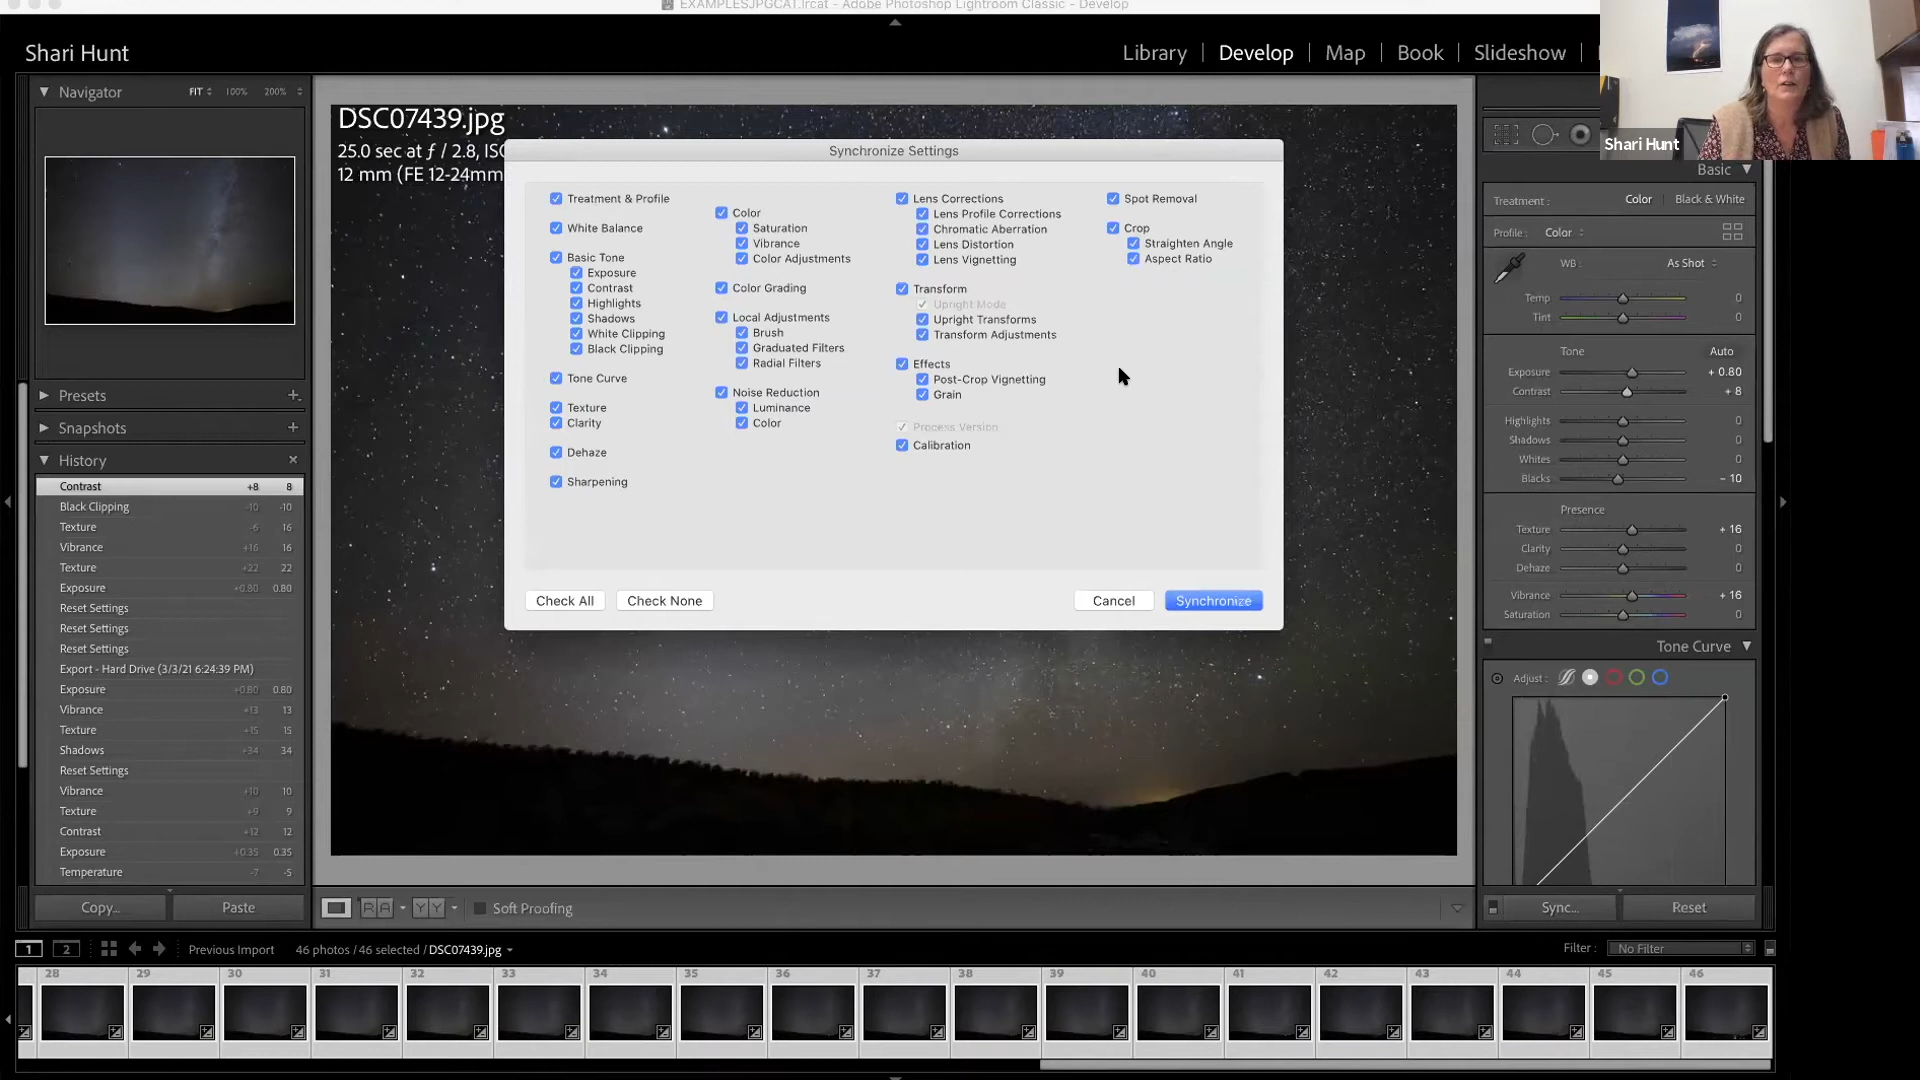 EXAMPLESJPGCAT.lrcat - Adobe Photoshop Lightroom Classic - Develop
Shari Hunt
Library | Develop | Map | Book | Slideshow |
Shari Hunt
Navigator FIT 100% 200%
DSC07439.jpg
25.0 sec at ƒ / 2.8, ISO
12 mm (FE 12-24mm
Synchronize Settings
Treatment & Profile
White Balance
Basic Tone
Exposure
Contrast
Highlights
Shadows
White Clipping
Black Clipping
Tone Curve
Texture
Clarity
Dehaze
Sharpening
Color
Saturation
Vibrance
Color Adjustments
Color Grading
Local Adjustments
Brush
Graduated Filters
Radial Filters
Noise Reduction
Luminance
Color
Lens Corrections
Lens Profile Corrections
Chromatic Aberration
Lens Distortion
Lens Vignetting
Transform
Upright Mode
Upright Transforms
Transform Adjustments
Effects
Post-Crop Vignetting
Grain
Process Version
Calibration
Spot Removal
Crop
Straighten Angle
Aspect Ratio
Check All Check None Cancel Synchronize
Presets
Snapshots
History
Contrast +8 8
Black Clipping -10 -10
Texture -6 16
Vibrance +16 16
Texture +22 22
Exposure +0.80 0.80
Reset Settings
Reset Settings
Reset Settings
Export - Hard Drive (3/3/21 6:24:39 PM)
Exposure +0.80 0.80
Vibrance +13 13
Texture +15 15
Shadows +34 34
Reset Settings
Vibrance +10 10
Texture +9 9
Contrast +12 12
Exposure +0.35 0.35
Temperature -7 -5
Copy... Paste
Basic
Treatment : Color Black & White
Profile : Color
WB : As Shot
Temp 0
Tint 0
Tone Auto
Exposure + 0.80
Contrast + 8
Highlights 0
Shadows 0
Whites 0
Blacks - 10
Presence
Texture + 16
Clarity 0
Dehaze 0
Vibrance + 16
Saturation 0
Tone Curve
Adjust :
Sync... Reset
R A Y Y Soft Proofing
1 2 Previous Import 46 photos / 46 selected / DSC07439.jpg Filter : No Filter
28 29 30 31 32 33 34 35 36 37 38 39 40 41 42 43 44 45 46